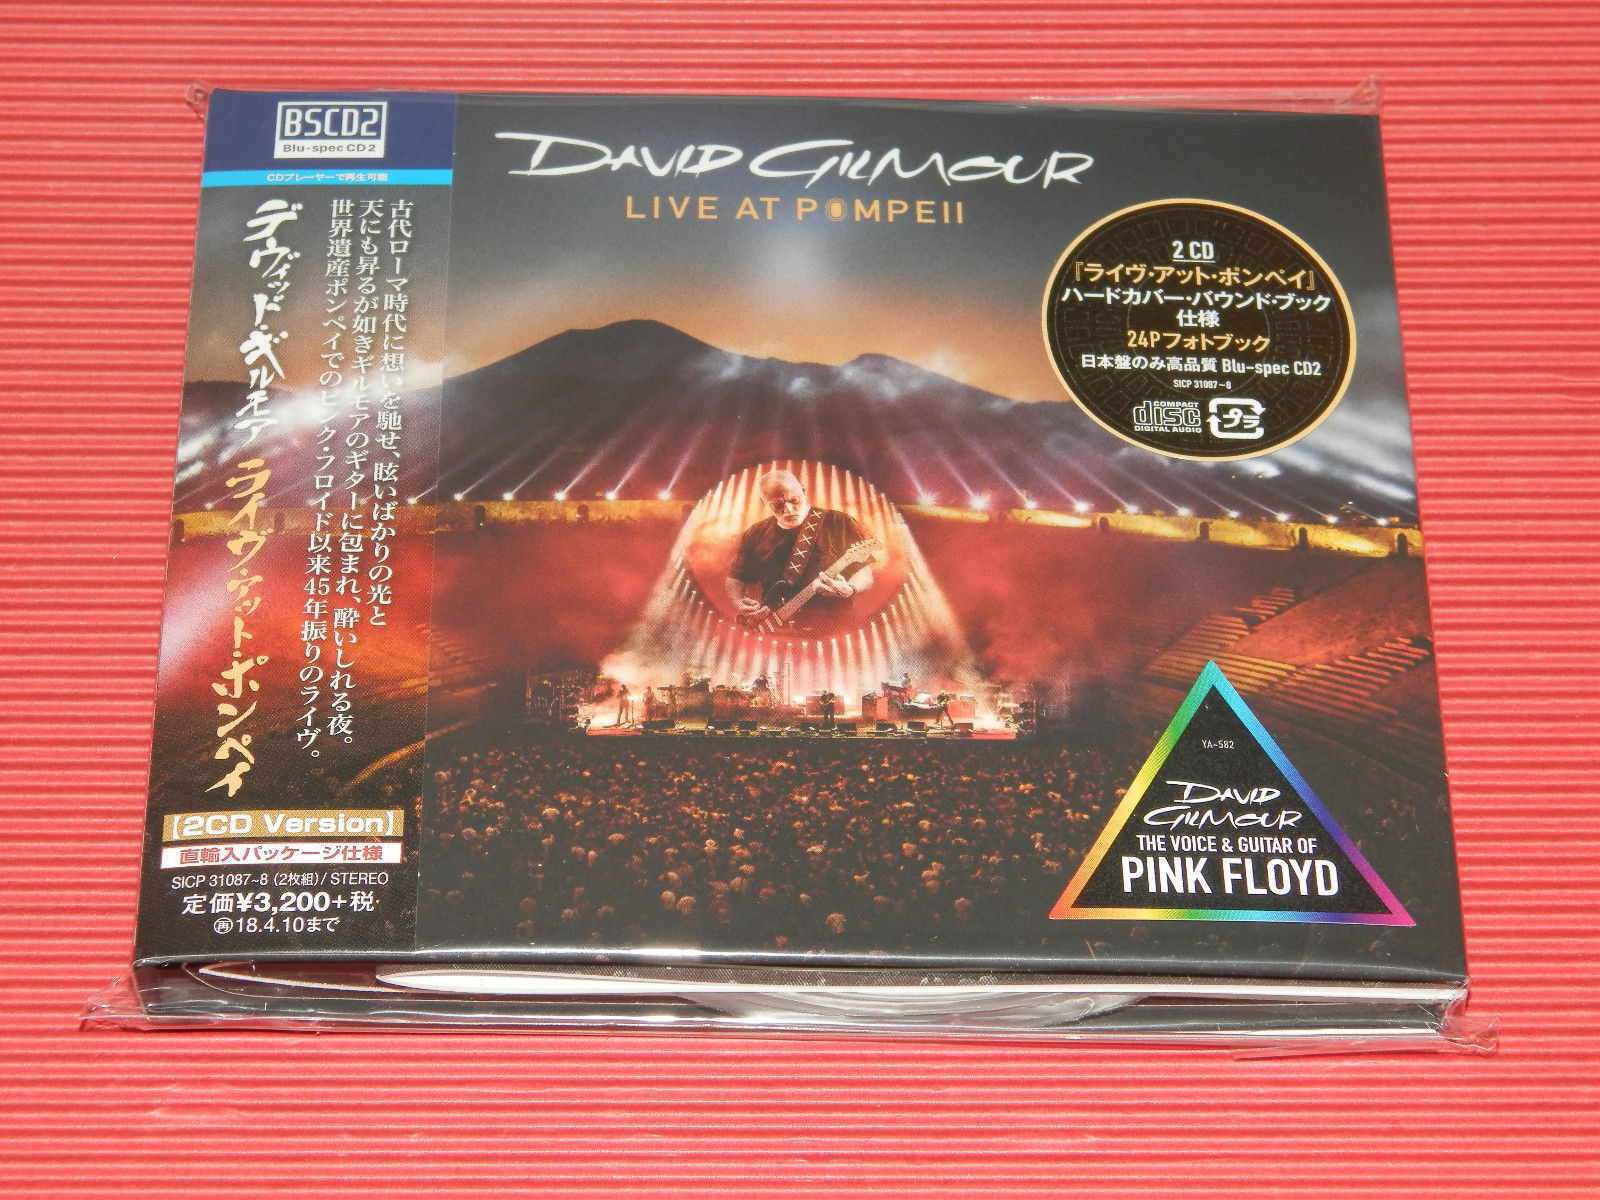 BSCD2
Blu-spec CD2
CDプレーヤーで再生可能
古代ローマ時代に想いを馳せ、眩いばかりの光と
天にも昇るが如きギルモアのギターに包まれ、酔いしれる夜。
世界遺産ポンペイでのピンク・フロイド以来45年振りのライヴ。
デヴィッド・ギルモア ライヴ・アット・ポンペイ
【2CD Version】
直輸入パッケージ仕様
SICP 31087~8 (2枚組) / STEREO
定価¥3,200+税
再18.4.10まで
DAVID GILMOUR
LIVE AT POMPEII
2 CD
『ライヴ・アット・ポンペイ』
ハードカバー・バウンド・ブック
仕様
24Pフォトブック
日本盤のみ高品質 Blu-spec CD2
SICP 31087~8
COMPACT
disc
DIGITAL AUDIO
プラ
YA-582
DAVID
GILMOUR
THE VOICE & GUITAR OF
PINK FLOYD